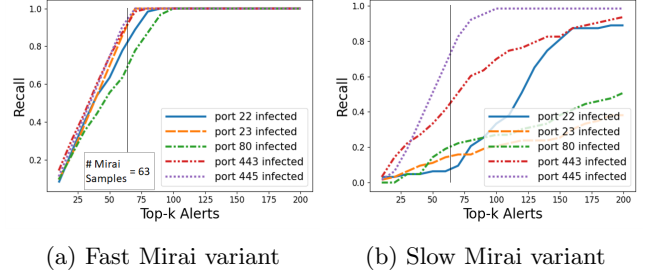 1.0
0.8
0.6
0.4
0.2
Recall
25 50 75 100 125 150 175 200
Top-k Alerts
# Mirai
Samples = 63
port 22 infected
port 23 infected
port 80 infected
port 443 infected
port 445 infected
(a) Fast Mirai variant
1.0
0.8
0.6
0.4
0.2
0.0
Recall
25 50 75 100 125 150 175 200
Top-k Alerts
port 22 infected
port 23 infected
port 80 infected
port 443 infected
port 445 infected
(b) Slow Mirai variant